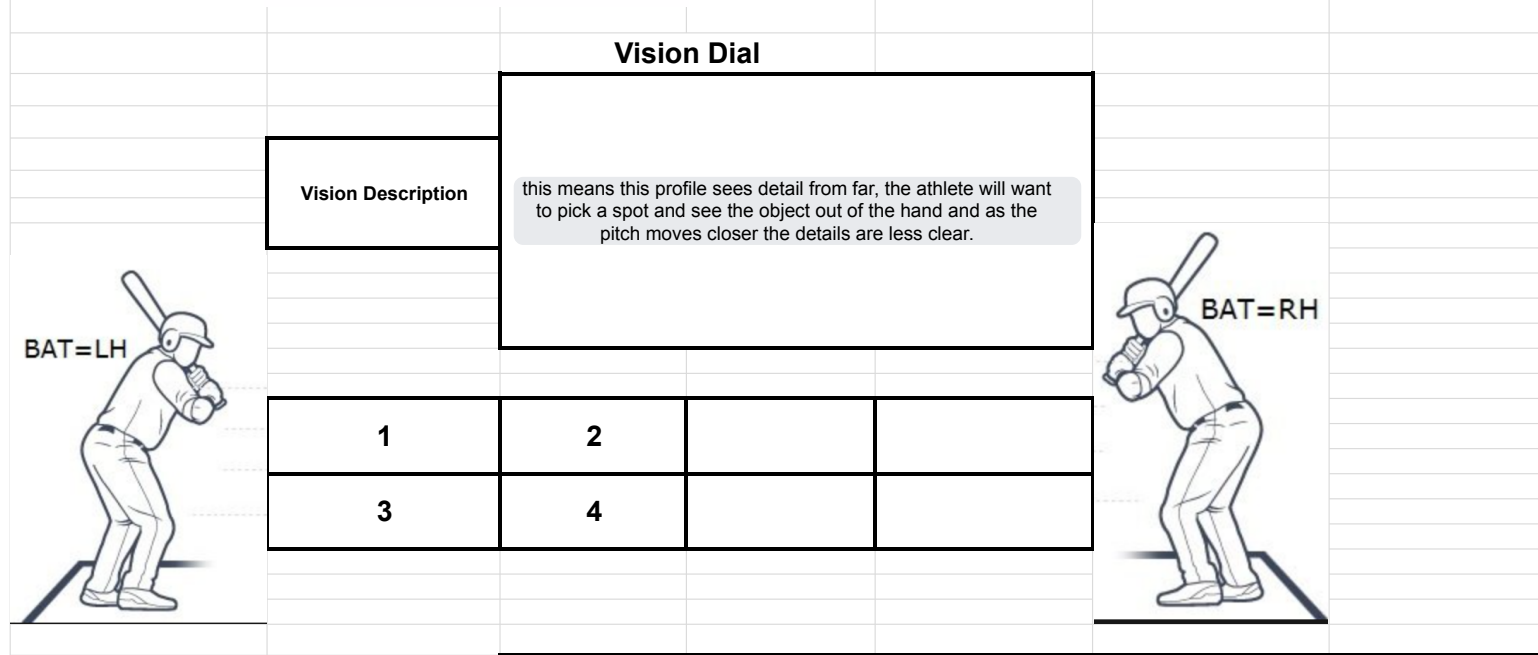 Vision Dial
Vision Description
this means this profile sees detail from far, the athlete will want
to pick a spot and see the object out of the hand and as the
pitch moves closer the details are less clear.
BAT=LH
BAT=RH
1 2
3 4